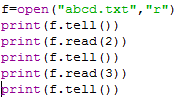 f=open("abcd.txt","r")
print(f.tell())
print(f.read(2))
print(f.tell())
print(f.read(3))
print(f.tell())